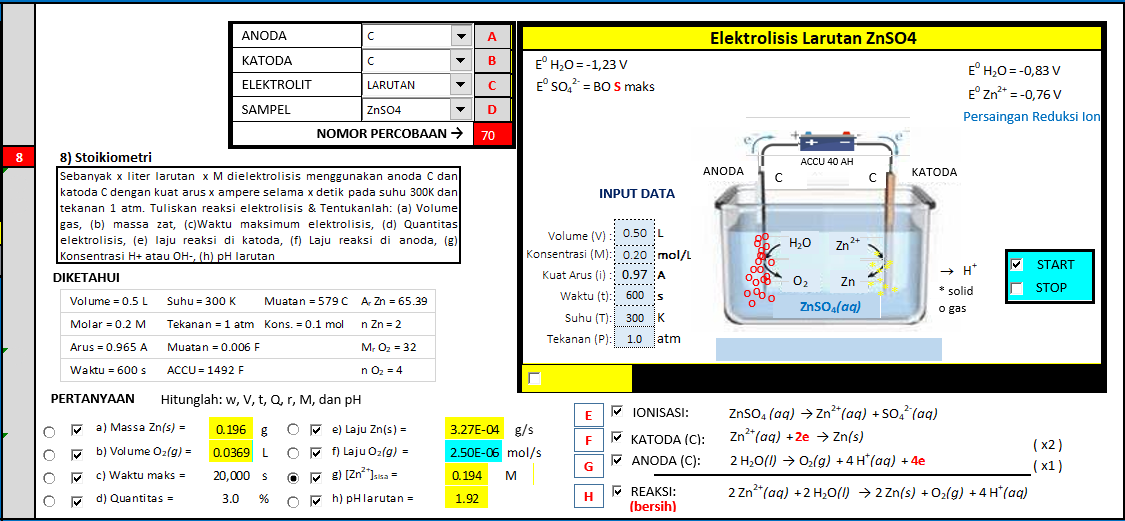 ANODA C A
KATODA C B
ELEKTROLIT LARUTAN C
SAMPEL ZnSO4 D
NOMOR PERCOBAAN → 70
8
8) Stoikiometri
Sebanyak x liter larutan x M dielektrolisis menggunakan anoda C dan
katoda C dengan kuat arus x ampere selama x detik pada suhu 300K dan
tekanan 1 atm. Tuliskan reaksi elektrolisis & Tentukanlah: (a) Volume
gas, (b) massa zat, (c)Waktu maksimum elektrolisis, (d) Quantitas
elektrolisis, (e) laju reaksi di katoda, (f) Laju reaksi di anoda, (g)
Konsentrasi H+ atau OH-, (h) pH larutan
DIKETAHUI
Volume = 0.5 L Suhu = 300 K Muatan = 579 C Ar Zn = 65.39
Molar = 0.2 M Tekanan = 1 atm Kons. = 0.1 mol n Zn = 2
Arus = 0.965 A Muatan = 0.006 F Mr O₂ = 32
Waktu = 600 s ACCU = 1492 F n O₂ = 4
PERTANYAAN Hitunglah: w, V, t, Q, r, M, dan pH
a) Massa Zn(s) = 0.196 g
b) Volume O₂(g) = 0.0369 L
c) Waktu maks = 20,000 s
d) Quantitas = 3.0 %
e) Laju Zn(s) = 3.27E-04 g/s
f) Laju O₂(g) = 2.50E-06 mol/s
g) [Zn²⁺]sisa = 0.194 M
h) pH larutan = 1.92
Elektrolisis Larutan ZnSO4
E⁰ H₂O = -1,23 V
E⁰ SO₄²⁻ = BO S maks
E⁰ H₂O = -0,83 V
E⁰ Zn²⁺ = -0,76 V
Persaingan Reduksi Ion
e⁻ + - e⁻
ACCU 40 AH
ANODA C C KATODA
INPUT DATA
Volume (V) : 0.50 L
Konsentrasi (M): 0.20 mol/L
Kuat Arus (i) : 0.97 A
Waktu (t): 600 s
Suhu (T): 300 K
Tekanan (P): 1.0 atm
H₂O Zn²⁺
O₂ Zn
ZnSO₄(aq)
→ H⁺
* solid
o gas
START
STOP
E IONISASI: ZnSO₄ (aq) → Zn²⁺(aq) + SO₄²⁻(aq)
F KATODA (C): Zn²⁺(aq) + 2e → Zn(s) ( x2 )
G ANODA (C): 2 H₂O(l) → O₂(g) + 4 H⁺(aq) + 4e ( x1 )
H REAKSI: 2 Zn²⁺(aq) + 2 H₂O(l) → 2 Zn(s) + O₂(g) + 4 H⁺(aq)
(bersih)